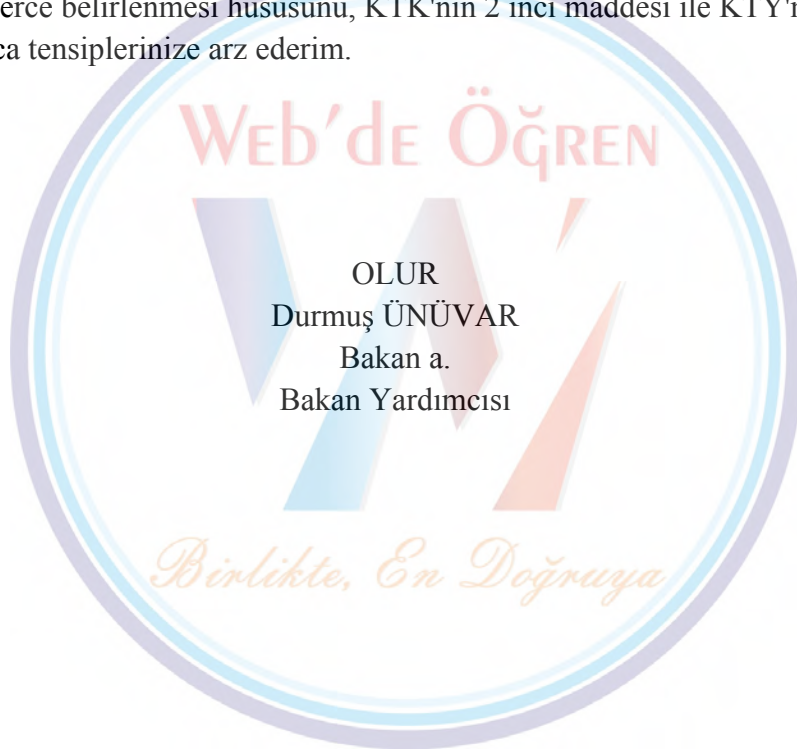 erce belirlenmesi hususunu, KTK'nin 2 inci maddesi ile KTY'n
ca tensiplerinize arz ederim.
Web'de Öğren
OLUR
Durmuş ÜNÜVAR
Bakan a.
Bakan Yardımcısı
Birlikte, En Doğruya